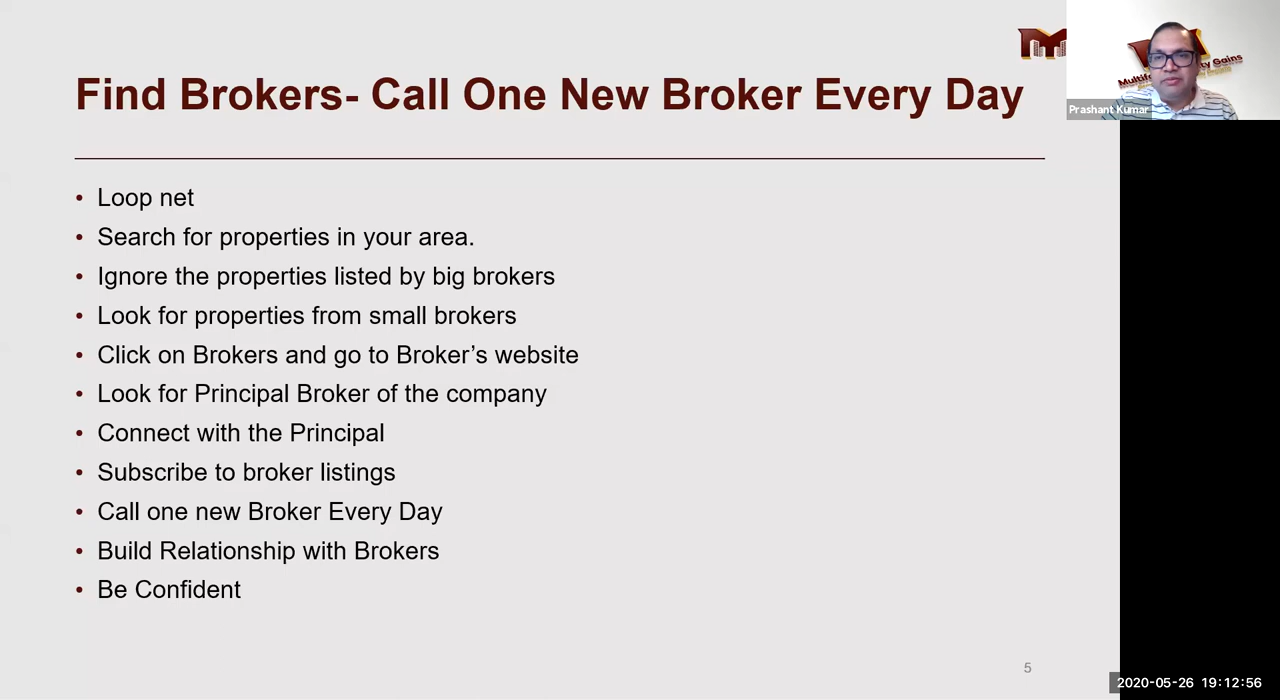 Find Brokers- Call One New Broker Every Day
Prashant Kumar
• Loop net
• Search for properties in your area.
• Ignore the properties listed by big brokers
• Look for properties from small brokers
• Click on Brokers and go to Broker’s website
• Look for Principal Broker of the company
• Connect with the Principal
• Subscribe to broker listings
• Call one new Broker Every Day
• Build Relationship with Brokers
• Be Confident
5
2020-05-26 19:12:56